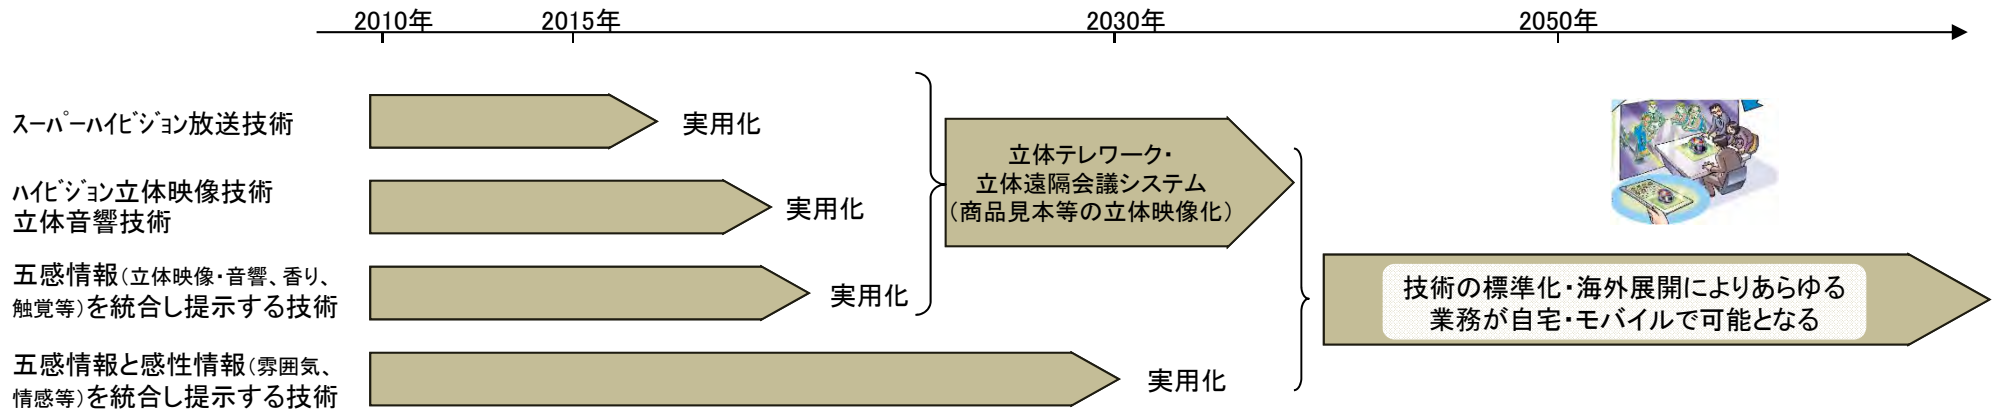 2010年
2015年
2030年
2050年
ｽｰﾊﾟｰﾊｲﾋﾞｼﾞｮﾝ放送技術
実用化
ﾊｲﾋﾞｼﾞｮﾝ立体映像技術
立体音響技術
実用化
五感情報（立体映像・音響、香り、
触覚等）を統合し提示する技術
実用化
五感情報と感性情報（雰囲気、
情感等）を統合し提示する技術
実用化
立体テレワーク・
立体遠隔会議システム
（商品見本等の立体映像化）
技術の標準化・海外展開によりあらゆる
業務が自宅・モバイルで可能となる